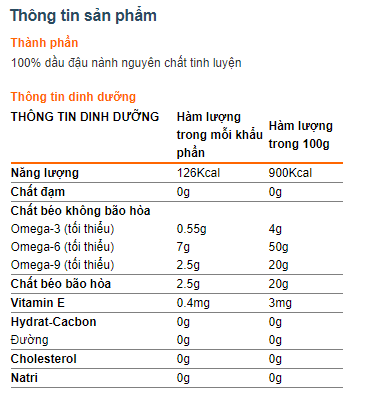 Thông tin sản phẩm
Thành phần
100% dầu đậu nành nguyên chất tinh luyện
Thông tin dinh dưỡng
THÔNG TIN DINH DƯỠNG Hàm lượng trong mỗi khẩu phần Hàm lượng trong 100g
Năng lượng 126Kcal 900Kcal
Chất đạm 0g 0g
Chất béo không bão hòa
Omega-3 (tối thiểu) 0.55g 4g
Omega-6 (tối thiểu) 7g 50g
Omega-9 (tối thiểu) 2.5g 20g
Chất béo bão hòa 2.5g 20g
Vitamin E 0.4mg 3mg
Hydrat-Cacbon 0g 0g
Đường 0g 0g
Cholesterol 0g 0g
Natri 0g 0g